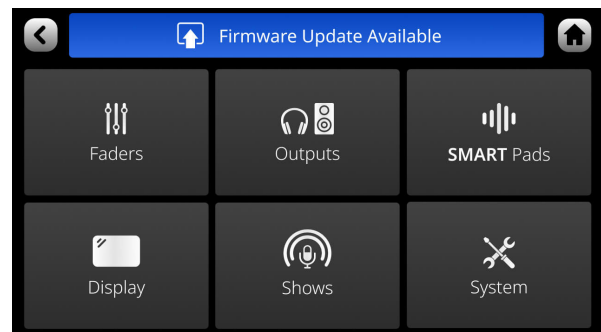 Firmware Update Available
Faders
Outputs
SMART Pads
Display
Shows
System